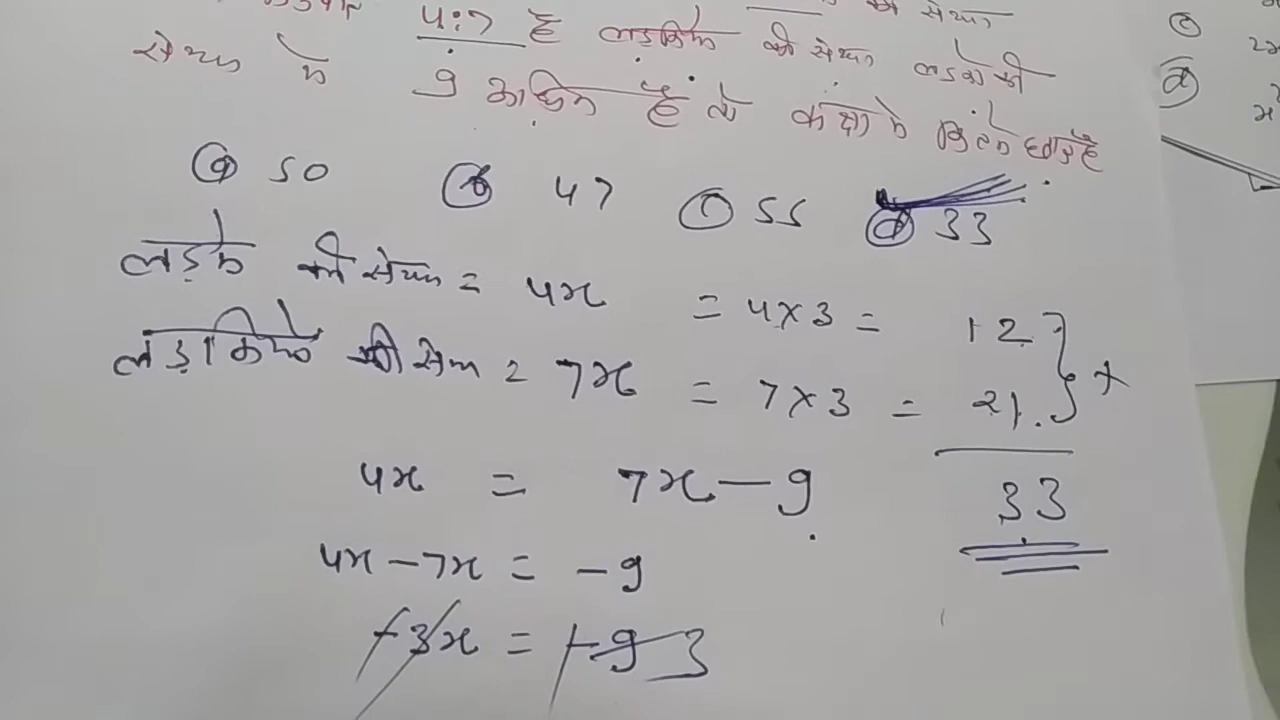 की संख्या
4:7 है लड़कियों की संख्या लड़कों की
संख्या से 9 अधिक है तो कक्षा में कितने छात्र है
a 50 b 47 c 55 d 33
लड़के की संख्या = 4x = 4×3 = 12
लड़कियों की संख्या = 7x = 7×3 = 21
+
33
4x = 7x - 9
4x - 7x = -9
-3x = -9 3